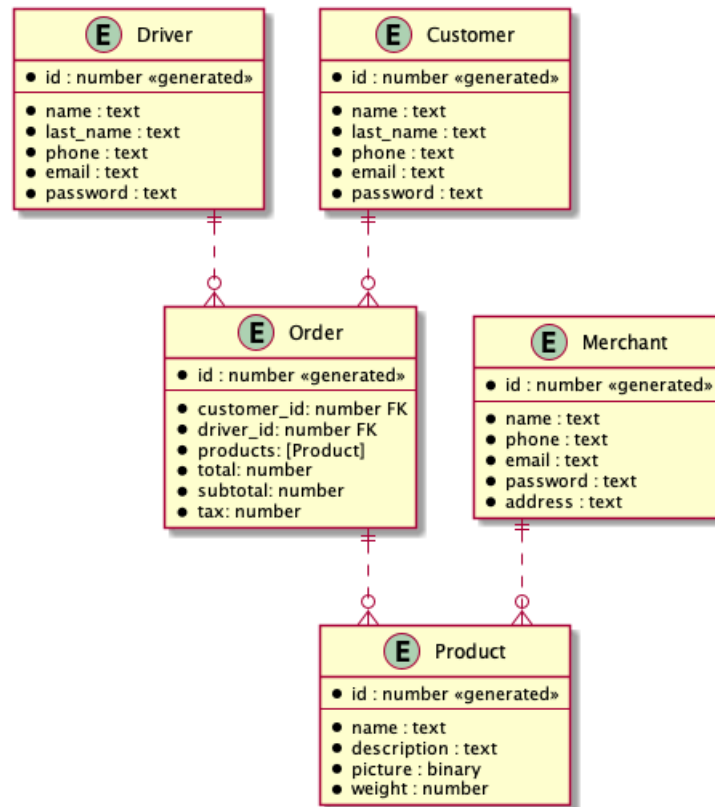 E Driver
id : number «generated»
name : text
last_name : text
phone : text
email : text
password : text
E Customer
id : number «generated»
name : text
last_name : text
phone : text
email : text
password : text
E Order
id : number «generated»
customer_id: number FK
driver_id: number FK
products: [Product]
total: number
subtotal: number
tax: number
E Merchant
id : number «generated»
name : text
phone : text
email : text
password : text
address : text
E Product
id : number «generated»
name : text
description : text
picture : binary
weight : number